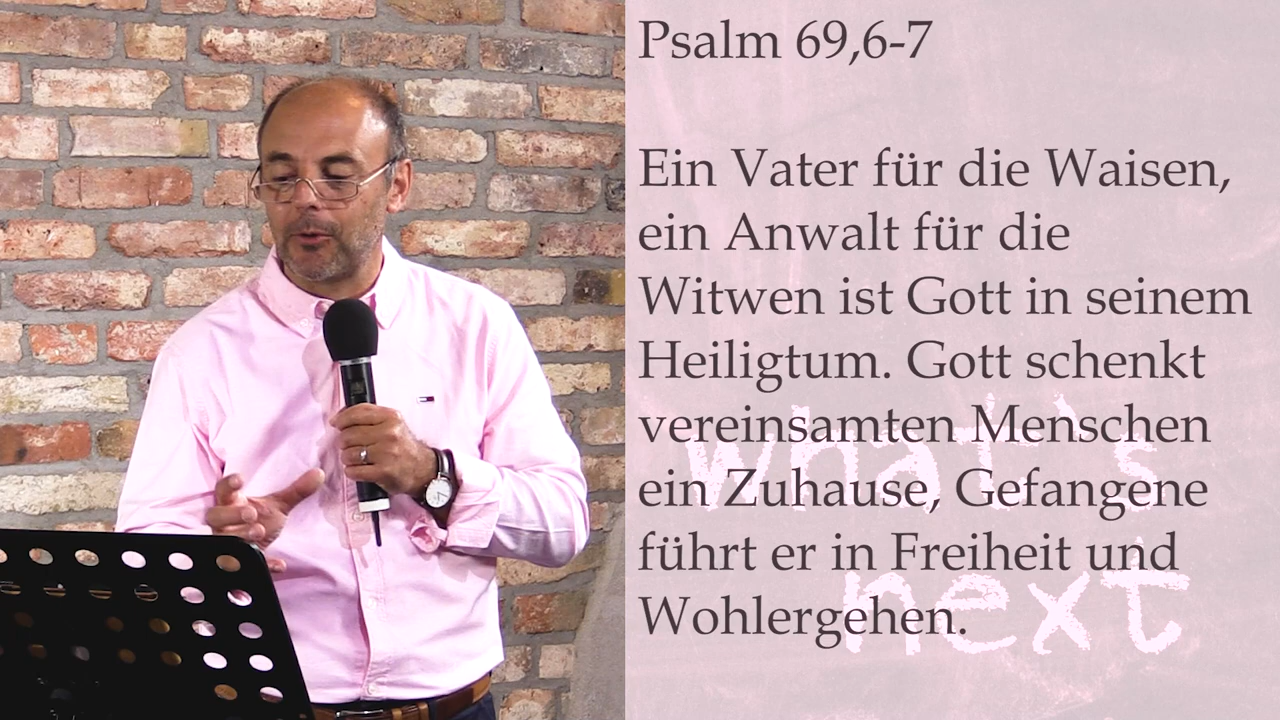 Psalm 69,6-7
Ein Vater für die Waisen,
ein Anwalt für die
Witwen ist Gott in seinem
Heiligtum. Gott schenkt
vereinsamten Menschen
ein Zuhause, Gefangene
führt er in Freiheit und
Wohlergehen.
what's
next